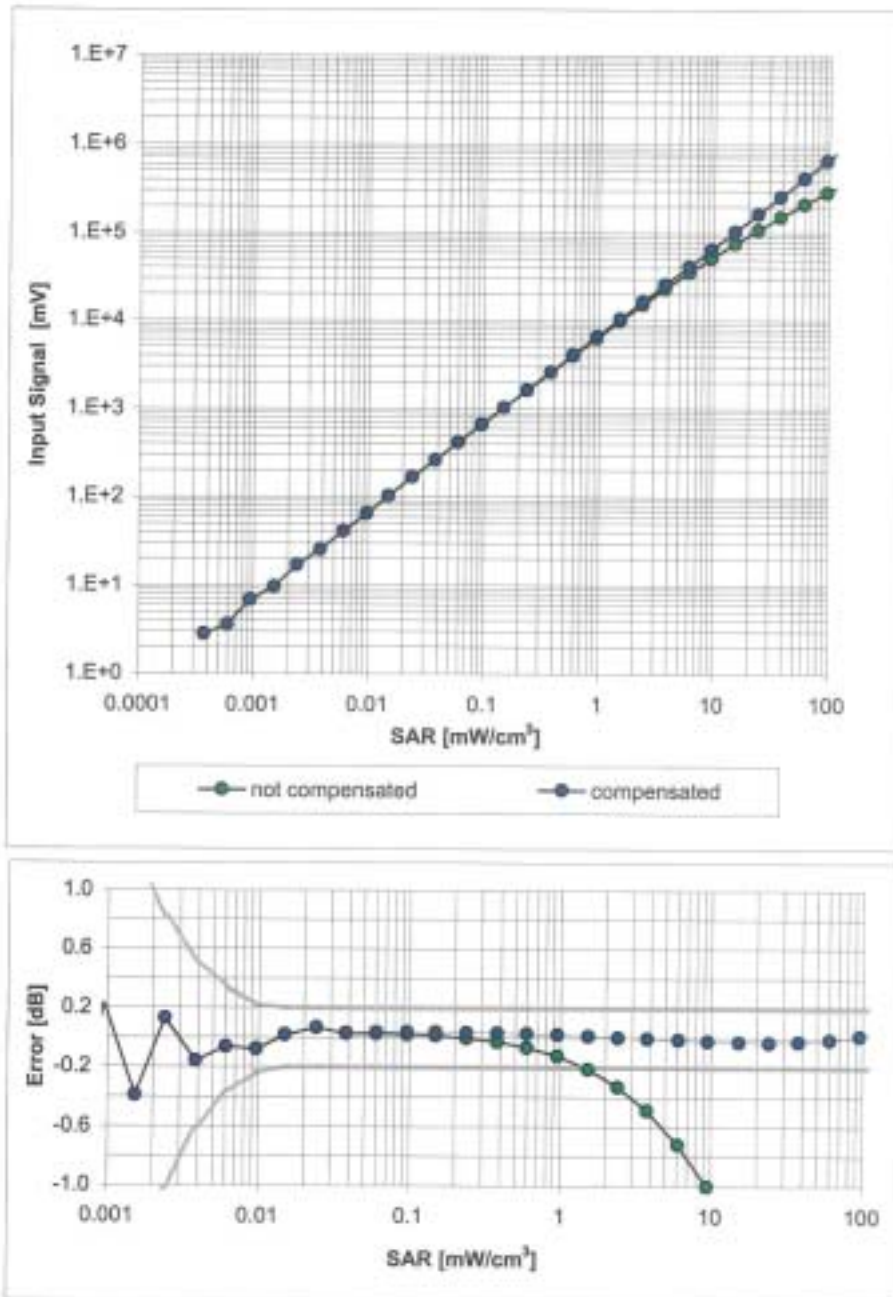 1.E+7
1.E+6
1.E+5
1.E+4
1.E+3
1.E+2
1.E+1
1.E+0
Input Signal [mV]
0.0001 0.001 0.01 0.1 1 10 100
SAR [mW/cm³]
not compensated compensated
1.0
0.6
0.2
-0.2
-0.6
-1.0
Error [dB]
0.001 0.01 0.1 1 10 100
SAR [mW/cm³]